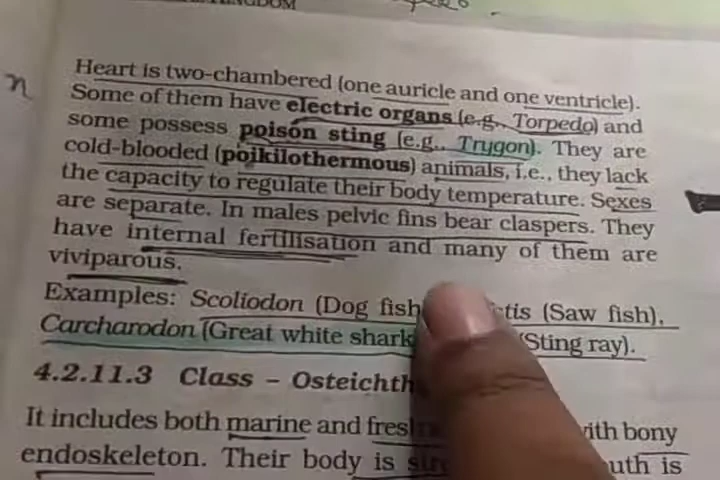 KINGDOM
n
Heart is two-chambered (one auricle and one ventricle).
Some of them have electric organs (e.g., Torpedo) and
some possess poison sting (e.g., Trygon). They are
cold-blooded (poikilothermous) animals, i.e., they lack
the capacity to regulate their body temperature. Sexes
are separate. In males pelvic fins bear claspers. They
have internal fertilisation and many of them are
viviparous.
Examples: Scoliodon (Dog fish tis (Saw fish),
Carcharodon (Great white shark (Sting ray).
4.2.11.3 Class – Osteichth
It includes both marine and fres ith bony
endoskeleton. Their body is uth is